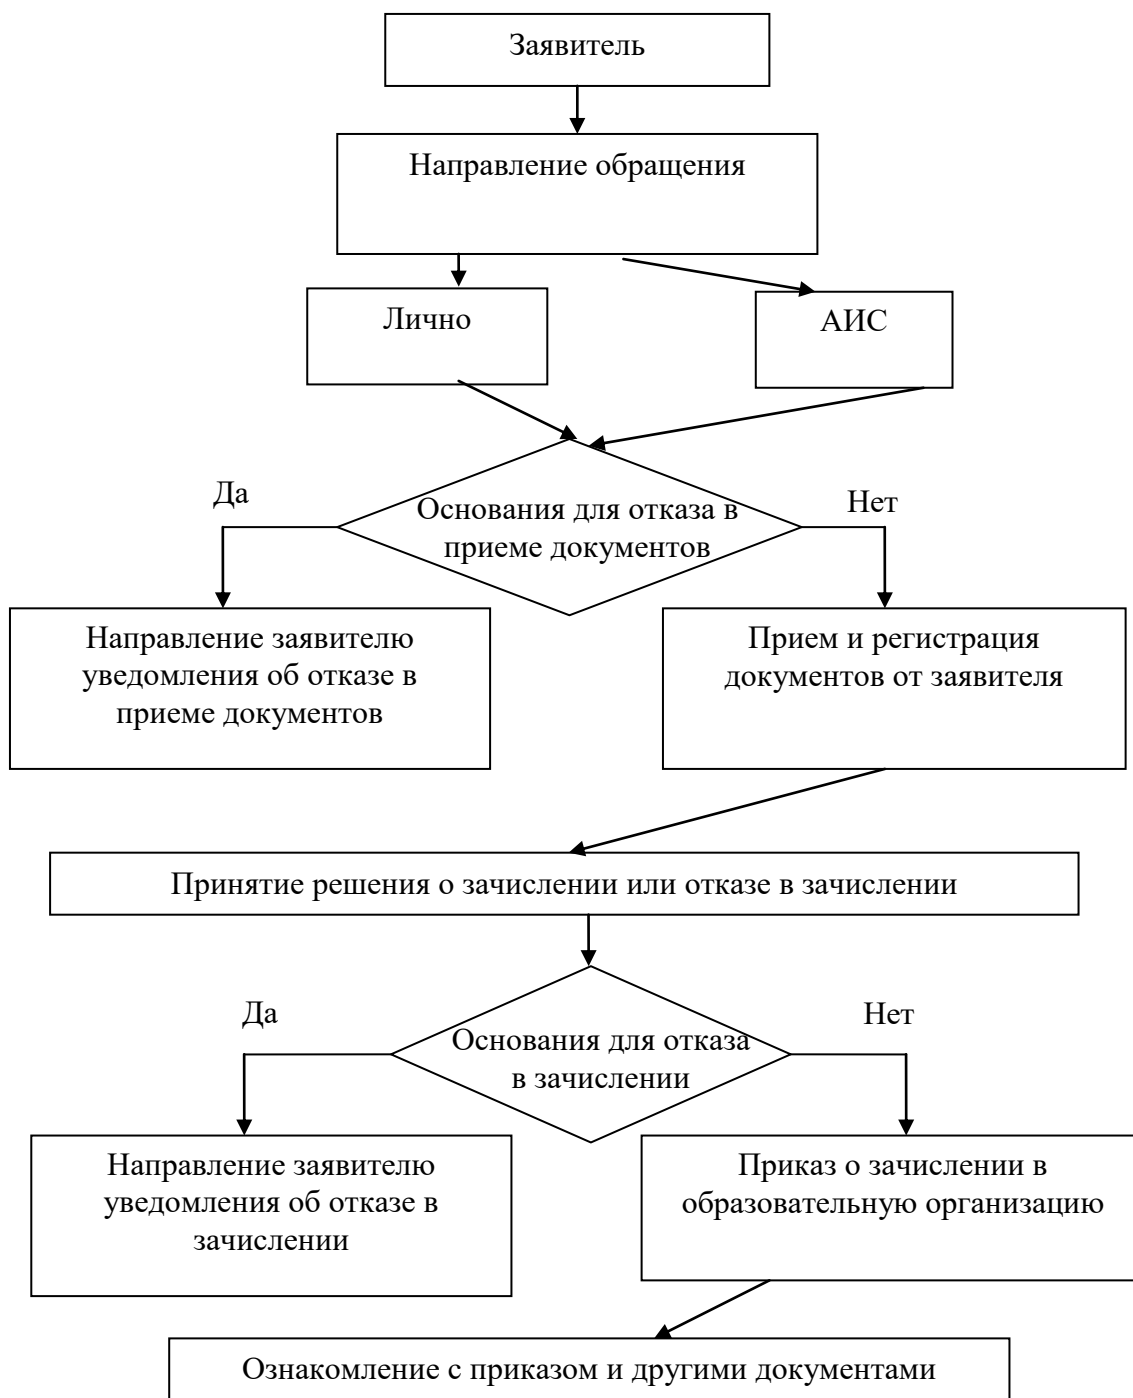 Заявитель
Направление обращения
Лично
АИС
Да
Основания для отказа в
приеме документов
Нет
Направление заявителю
уведомления об отказе в
приеме документов
Прием и регистрация
документов от заявителя
Принятие решения о зачислении или отказе в зачислении
Да
Основания для отказа
в зачислении
Нет
Направление заявителю
уведомления об отказе в
зачислении
Приказ о зачислении в
образовательную организацию
Ознакомление с приказом и другими документами